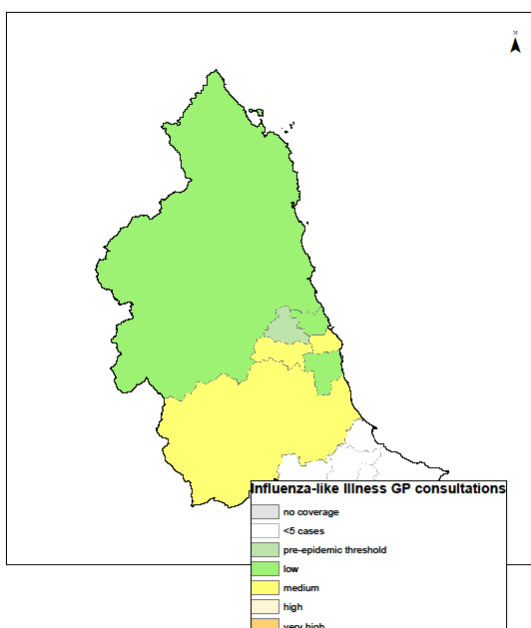 N
Influenza-like Illness GP consultations
no coverage
<5 cases
pre-epidemic threshold
low
medium
high
very high